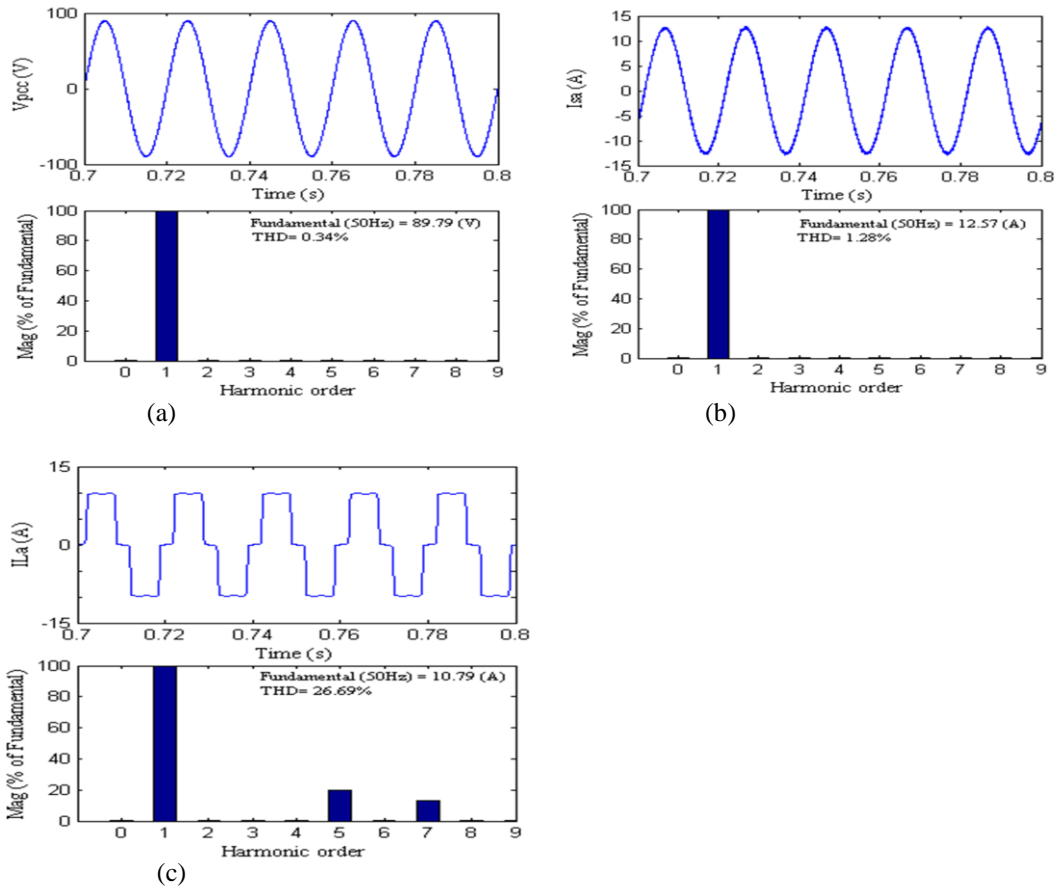 100
0
-100
Vpcc (V)
0.7 0.72 0.74 0.76 0.78 0.8
Time (s)
100
80
60
40
20
0
Mag (% of Fundamental)
Fundamental (50Hz) = 89.79 (V)
THD= 0.34%
0 1 2 3 4 5 6 7 8 9
Harmonic order
(a)
15
10
5
0
-5
-10
-15
Isa (A)
0.7 0.72 0.74 0.76 0.78 0.8
Time (s)
100
80
60
40
20
0
Mag (% of Fundamental)
Fundamental (50Hz) = 12.57 (A)
THD= 1.28%
0 1 2 3 4 5 6 7 8 9
Harmonic order
(b)
15
0
-15
ILa (A)
0.7 0.72 0.74 0.76 0.78 0.8
Time (s)
100
80
60
40
20
0
Mag (% of Fundamental)
Fundamental (50Hz) = 10.79 (A)
THD= 26.69%
0 1 2 3 4 5 6 7 8 9
Harmonic order
(c)